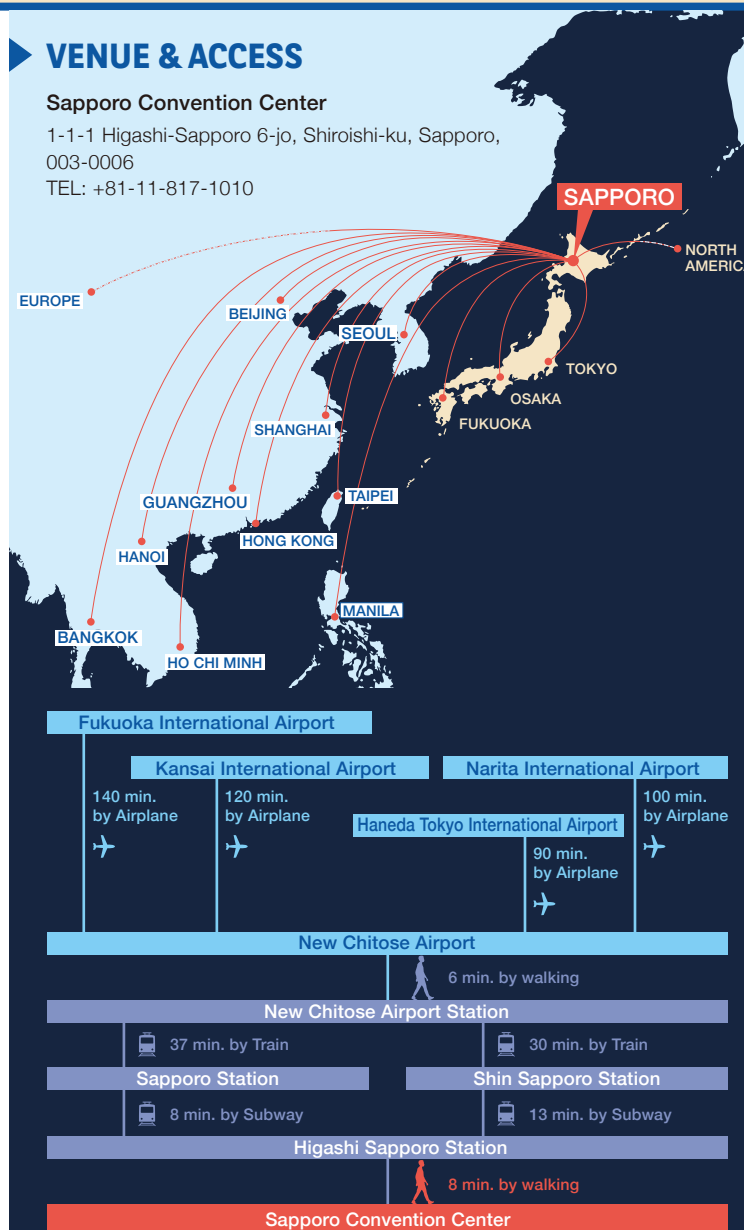 VENUE & ACCESS
Sapporo Convention Center
1-1-1 Higashi-Sapporo 6-jo, Shiroishi-ku, Sapporo,
003-0006
TEL: +81-11-817-1010
SAPPORO
NORTH
AMERICA
EUROPE
BEIJING
SEOUL
TOKYO
OSAKA
FUKUOKA
SHANGHAI
GUANGZHOU
TAIPEI
HONG KONG
HANOI
MANILA
BANGKOK
HO CHI MINH
Fukuoka International Airport
Kansai International Airport
Narita International Airport
140 min.
by Airplane
120 min.
by Airplane
100 min.
by Airplane
Haneda Tokyo International Airport
90 min.
by Airplane
New Chitose Airport
6 min. by walking
New Chitose Airport Station
37 min. by Train
30 min. by Train
Sapporo Station
Shin Sapporo Station
8 min. by Subway
13 min. by Subway
Higashi Sapporo Station
8 min. by walking
Sapporo Convention Center